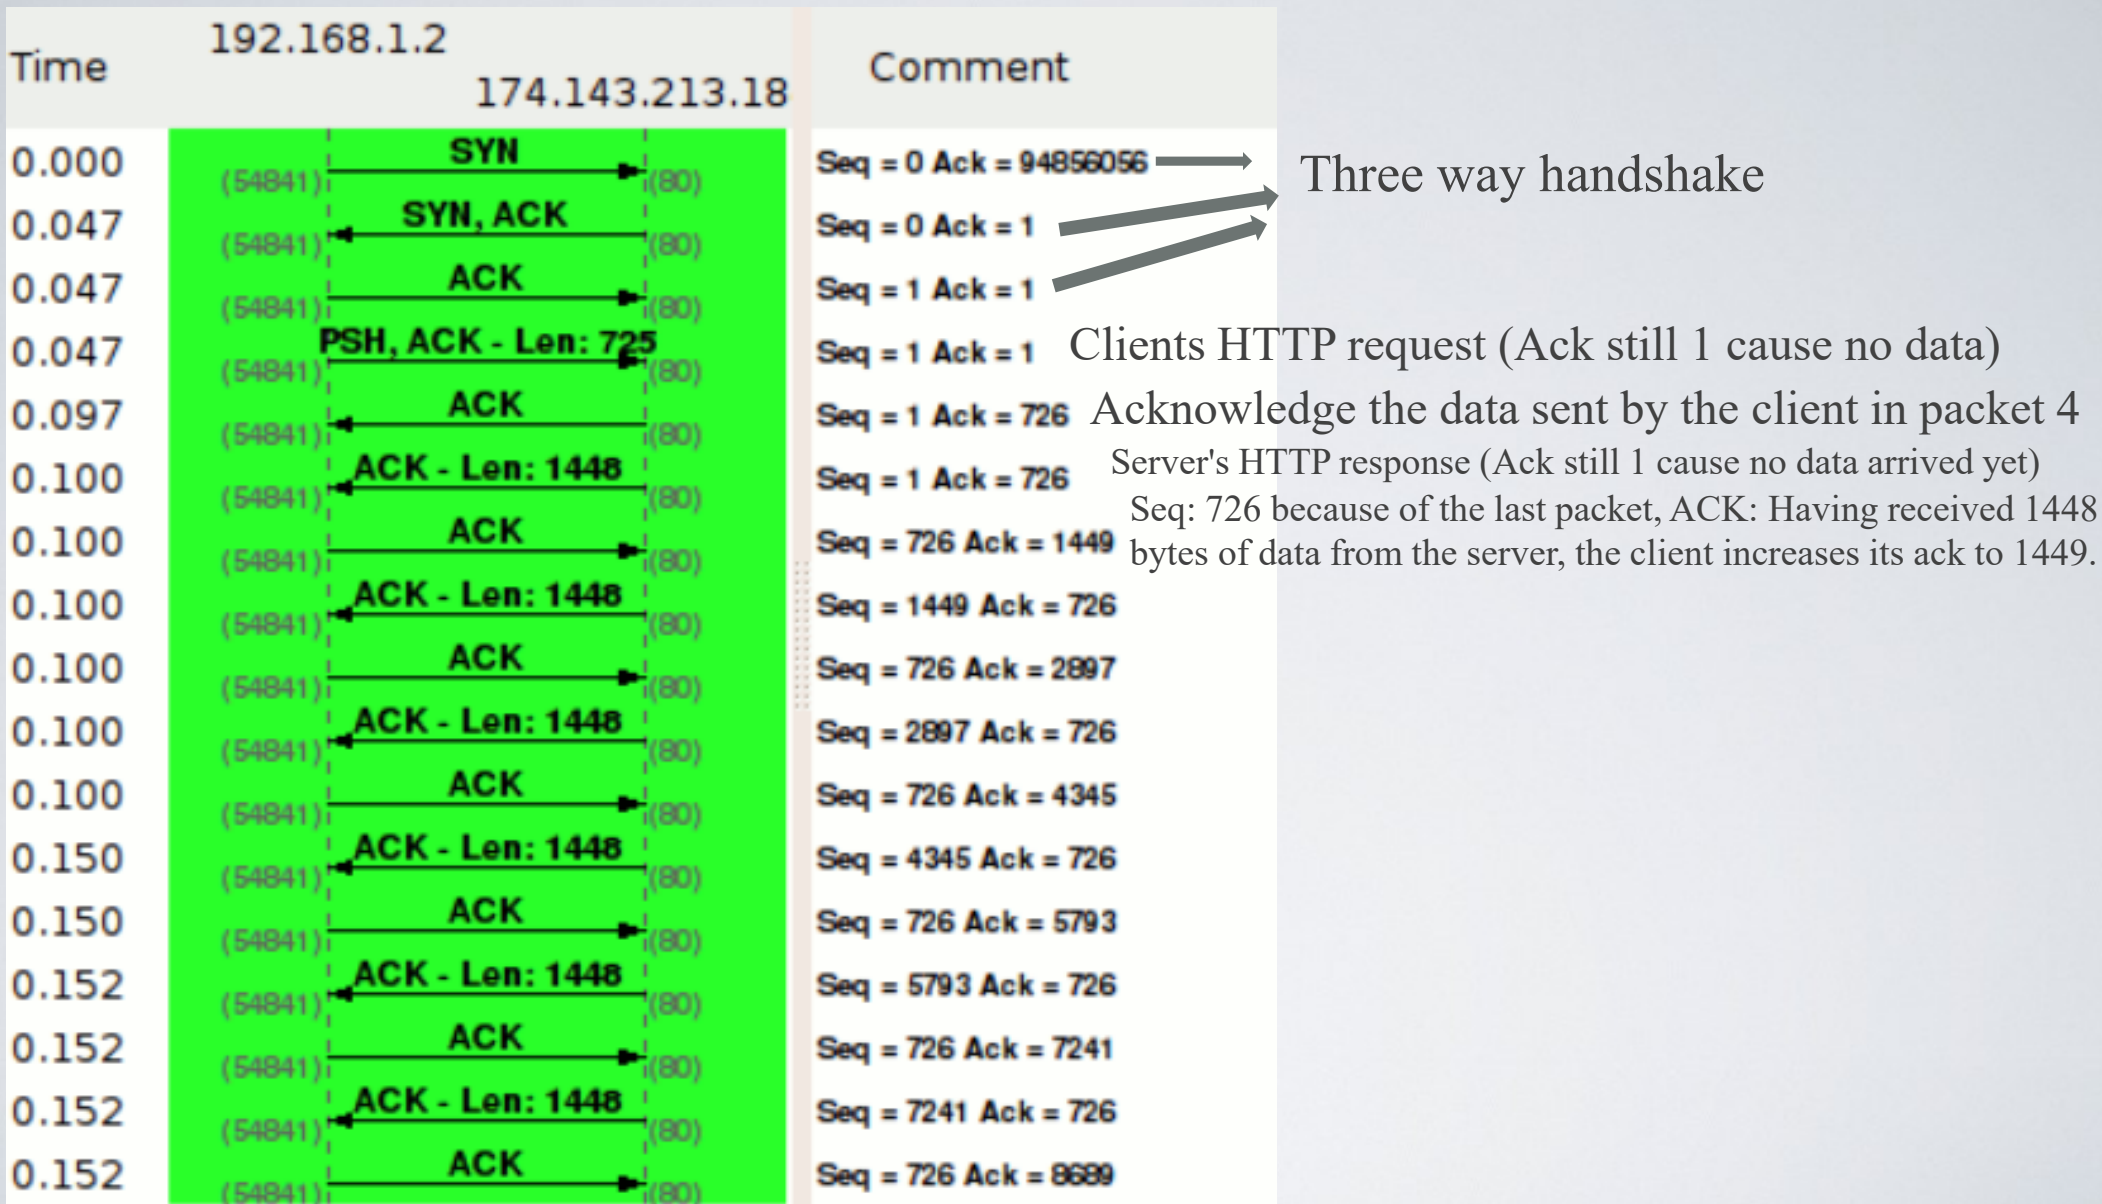 Time 192.168.1.2 174.143.213.18 Comment
0.000 (54841) SYN (80) Seq = 0 Ack = 94856056 Three way handshake
0.047 (54841) SYN, ACK (80) Seq = 0 Ack = 1
0.047 (54841) ACK (80) Seq = 1 Ack = 1
0.047 (54841) PSH, ACK - Len: 725 (80) Seq = 1 Ack = 1 Clients HTTP request (Ack still 1 cause no data)
0.097 (54841) ACK (80) Seq = 1 Ack = 726 Acknowledge the data sent by the client in packet 4
0.100 (54841) ACK - Len: 1448 (80) Seq = 1 Ack = 726 Server's HTTP response (Ack still 1 cause no data arrived yet)
Seq: 726 because of the last packet, ACK: Having received 1448
0.100 (54841) ACK (80) Seq = 726 Ack = 1449 bytes of data from the server, the client increases its ack to 1449.
0.100 (54841) ACK - Len: 1448 (80) Seq = 1449 Ack = 726
0.100 (54841) ACK (80) Seq = 726 Ack = 2897
0.100 (54841) ACK - Len: 1448 (80) Seq = 2897 Ack = 726
0.100 (54841) ACK (80) Seq = 726 Ack = 4345
0.150 (54841) ACK - Len: 1448 (80) Seq = 4345 Ack = 726
0.150 (54841) ACK (80) Seq = 726 Ack = 5793
0.152 (54841) ACK - Len: 1448 (80) Seq = 5793 Ack = 726
0.152 (54841) ACK (80) Seq = 726 Ack = 7241
0.152 (54841) ACK - Len: 1448 (80) Seq = 7241 Ack = 726
0.152 (54841) ACK (80) Seq = 726 Ack = 8689